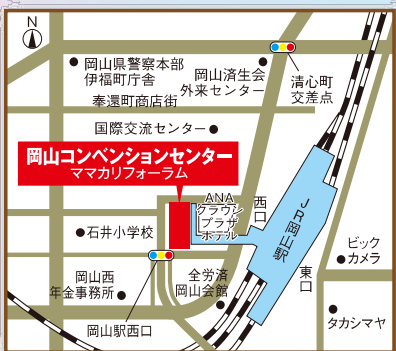 N
岡山県警察本部
伊福町庁舎
岡山済生会
外来センター
清心町
交差点
奉還町商店街
国際交流センター
岡山コンベンションセンター
ママカリフォーラム
ANA
クラウン
プラザ
ホテル
西口
JR岡山駅
東口
石井小学校
ビック
カメラ
岡山西
年金事務所
全労済
岡山会館
岡山駅西口
タカシマヤ